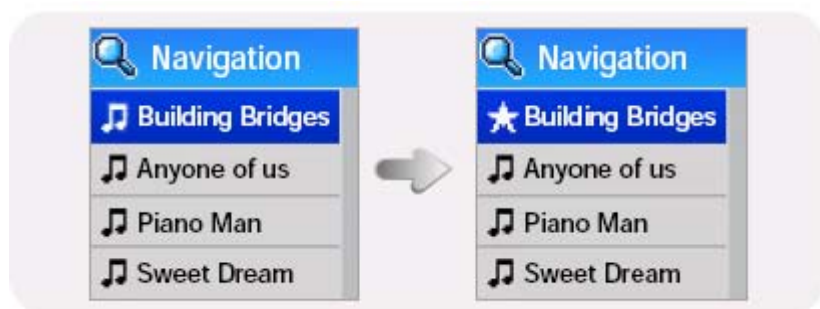 Navigation
Building Bridges
Anyone of us
Piano Man
Sweet Dream
Navigation
Building Bridges
Anyone of us
Piano Man
Sweet Dream